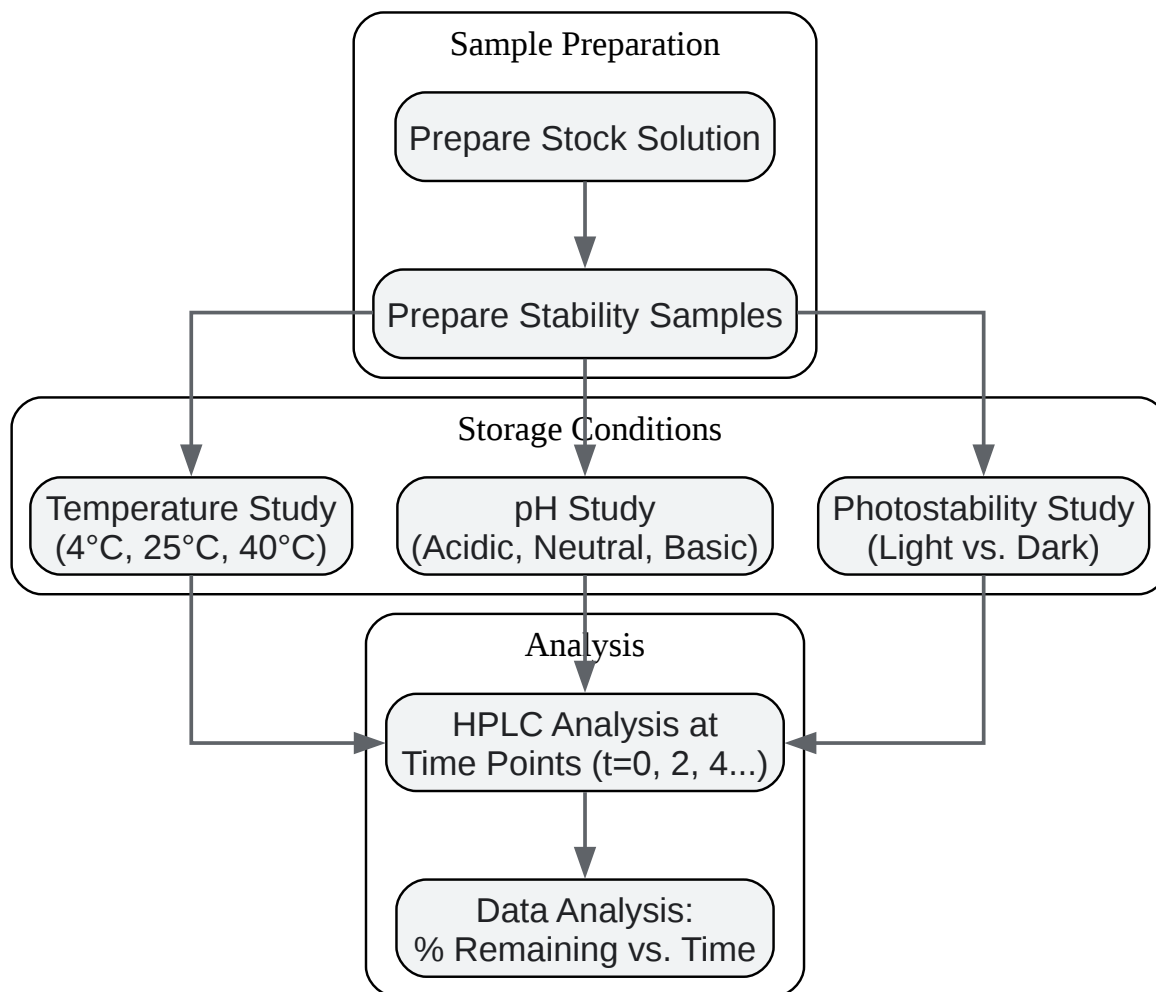 Sample Preparation
Prepare Stock Solution
Prepare Stability Samples
Storage Conditions
Temperature Study
(4°C, 25°C, 40°C)
pH Study
(Acidic, Neutral, Basic)
Photostability Study
(Light vs. Dark)
Analysis
HPLC Analysis at
Time Points (t=0, 2, 4...)
Data Analysis:
% Remaining vs. Time